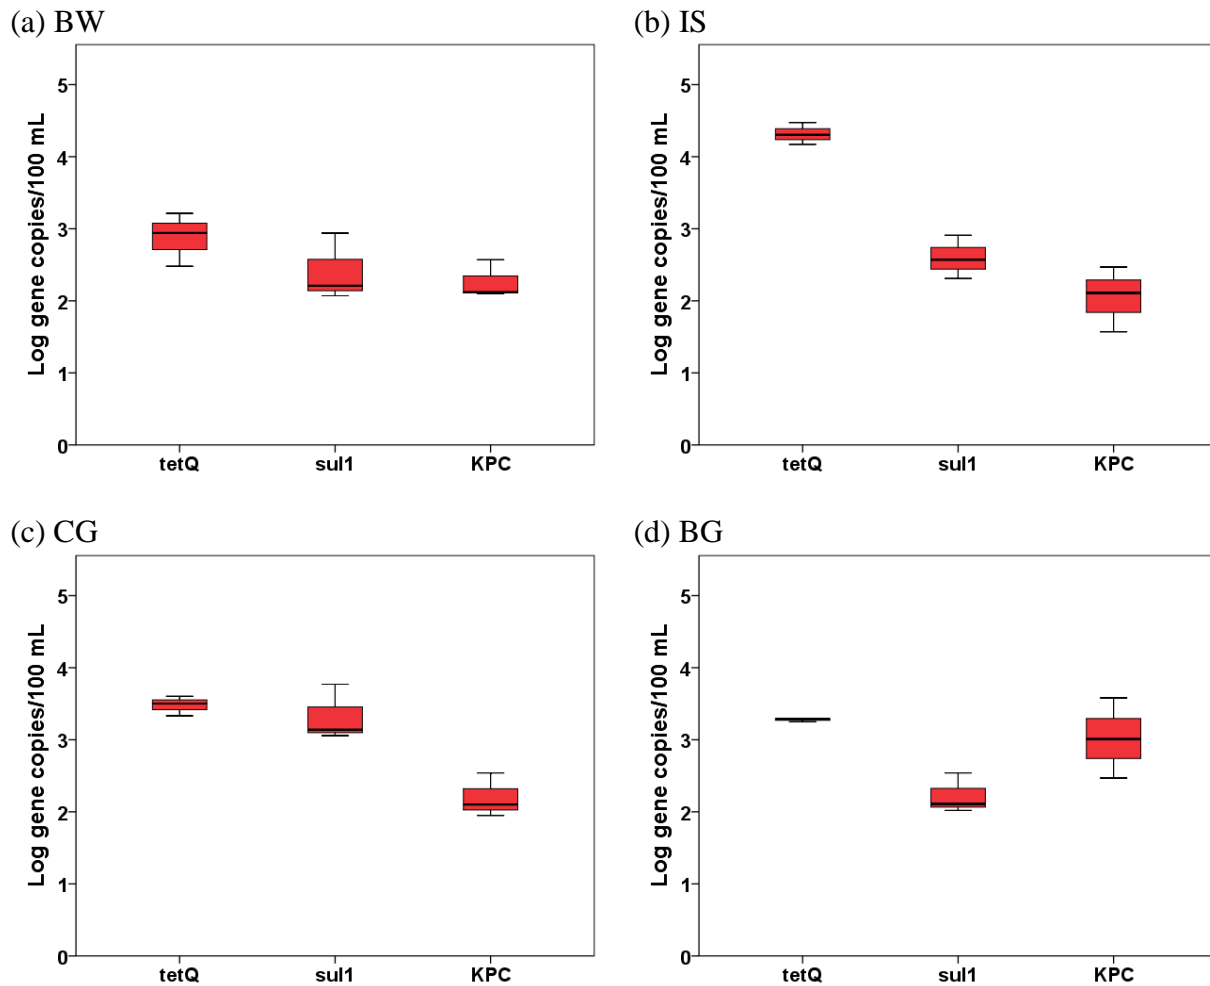 (a) BW
Log gene copies/100 mL
5
4
3
2
1
0
tetQ sul1 KPC
(b) IS
Log gene copies/100 mL
5
4
3
2
1
0
tetQ sul1 KPC
(c) CG
Log gene copies/100 mL
5
4
3
2
1
0
tetQ sul1 KPC
(d) BG
Log gene copies/100 mL
5
4
3
2
1
0
tetQ sul1 KPC